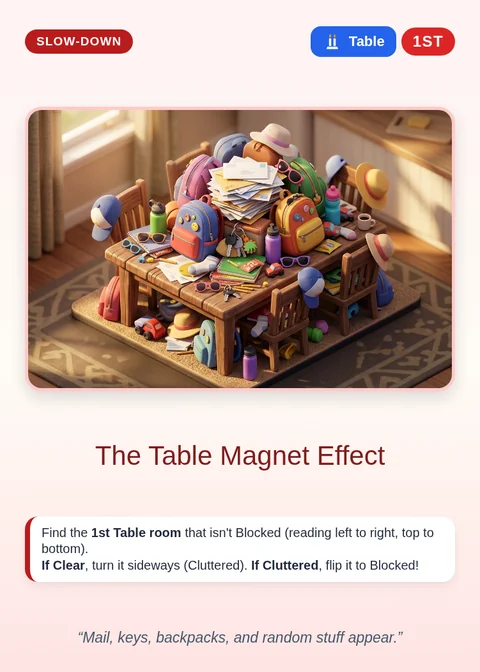 SLOW-DOWN
Table
1ST
The Table Magnet Effect
Find the 1st Table room that isn't Blocked (reading left to right, top to
bottom).
If Clear, turn it sideways (Cluttered). If Cluttered, flip it to Blocked!
“Mail, keys, backpacks, and random stuff appear.”